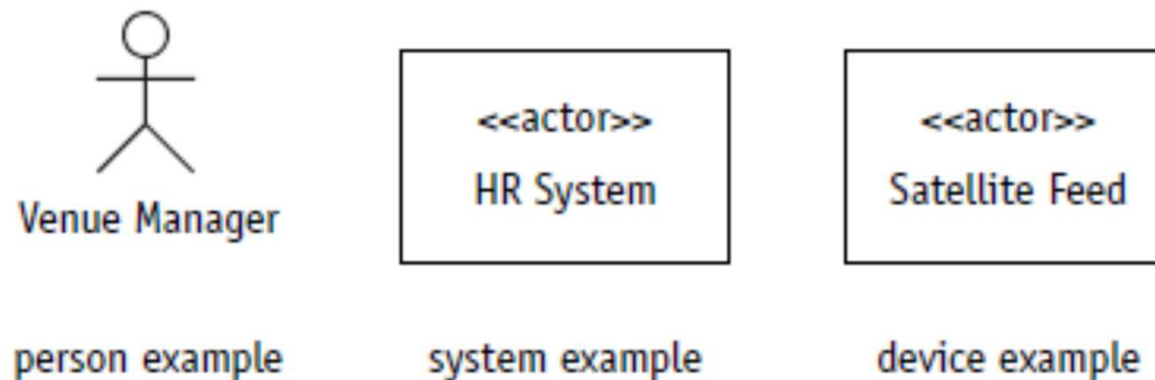 Venue Manager
<<actor>>
HR System
<<actor>>
Satellite Feed
person example
system example
device example